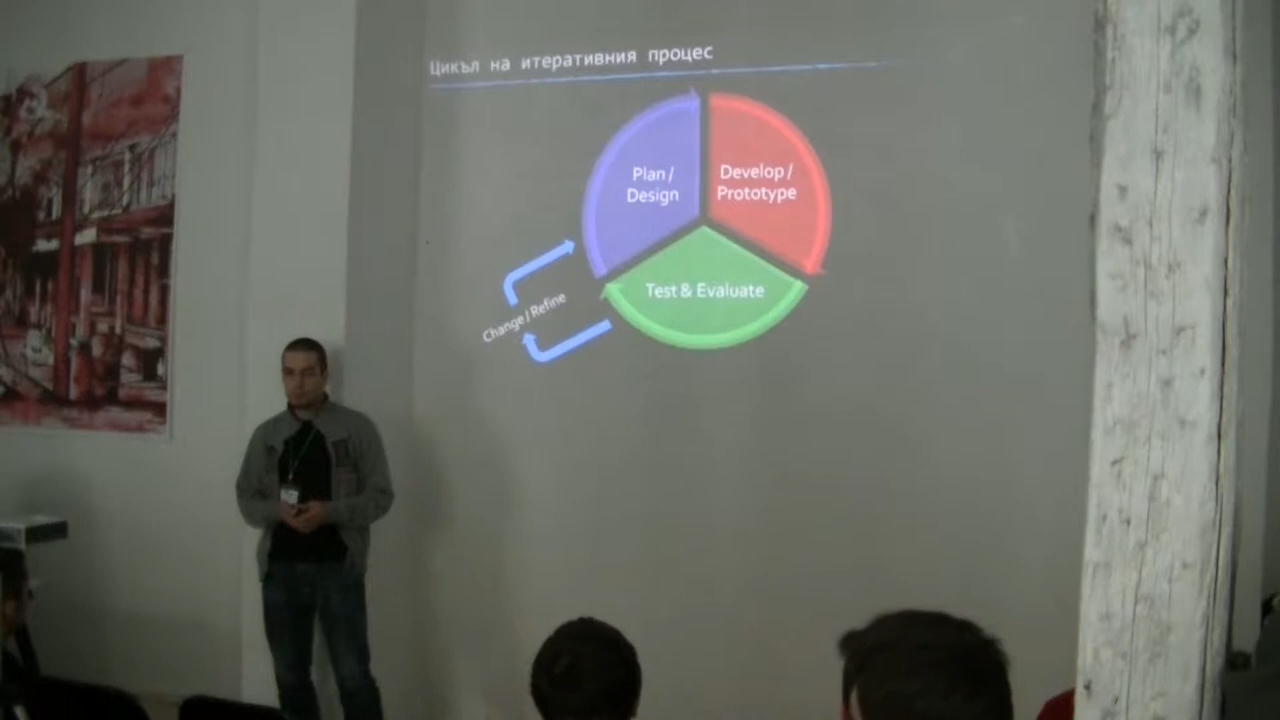 Цикъл на итеративния процес
Plan /
Design
Develop /
Prototype
Test & Evaluate
Change / Refine